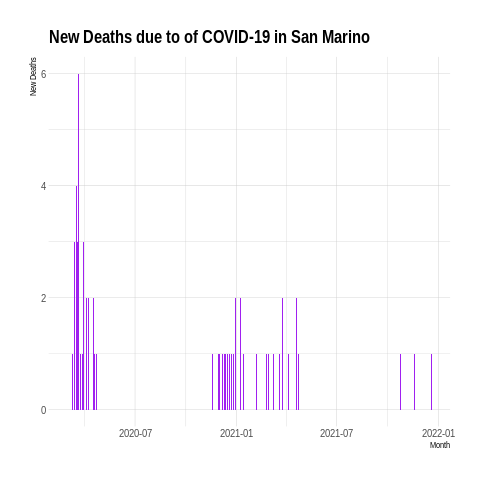 New Deaths due to of COVID-19 in San Marino
New Deaths
6
4
2
0
2020-07 2021-01 2021-07 2022-01
Month